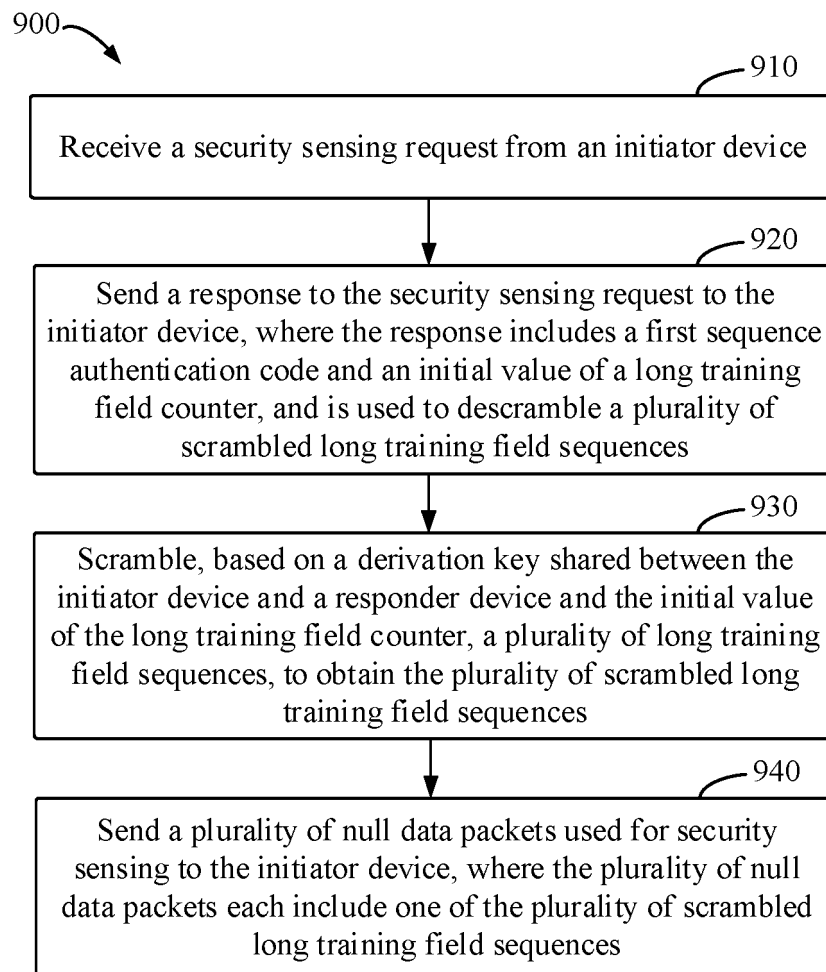 900
910
Receive a security sensing request from an initiator device
920
Send a response to the security sensing request to the
initiator device, where the response includes a first sequence
authentication code and an initial value of a long training
field counter, and is used to descramble a plurality of
scrambled long training field sequences
930
Scramble, based on a derivation key shared between the
initiator device and a responder device and the initial value
of the long training field counter, a plurality of long training
field sequences, to obtain the plurality of scrambled long
training field sequences
940
Send a plurality of null data packets used for security
sensing to the initiator device, where the plurality of null
data packets each include one of the plurality of scrambled
long training field sequences